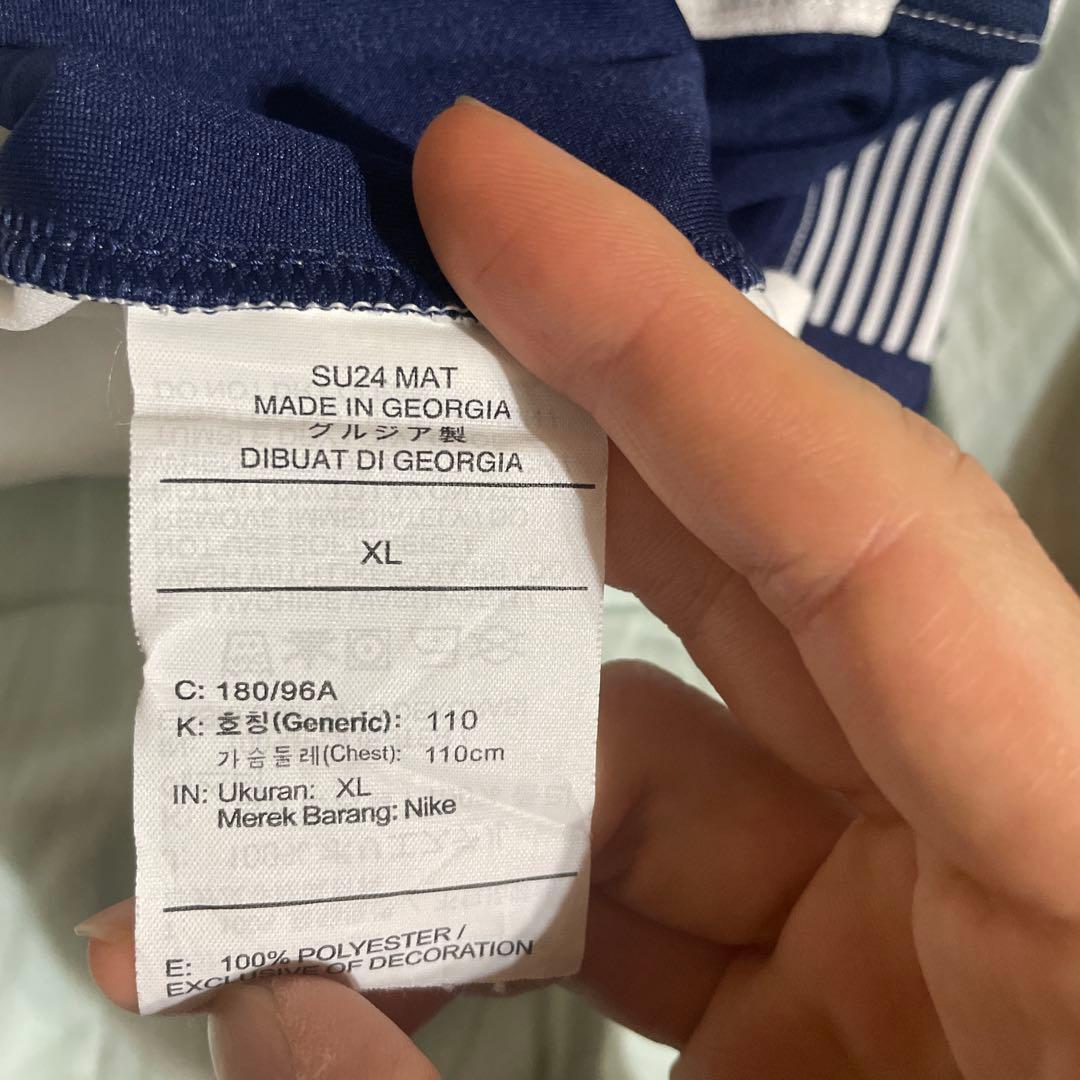 SU24 MAT
MADE IN GEORGIA
グルジア製
DIBUAT DI GEORGIA
XL
C: 180/96A
K: 호칭(Generic): 110
가슴둘레(Chest): 110cm
IN: Ukuran: XL
Merek Barang: Nike
E: 100% POLYESTER /
EXCLUSIVE OF DECORATION